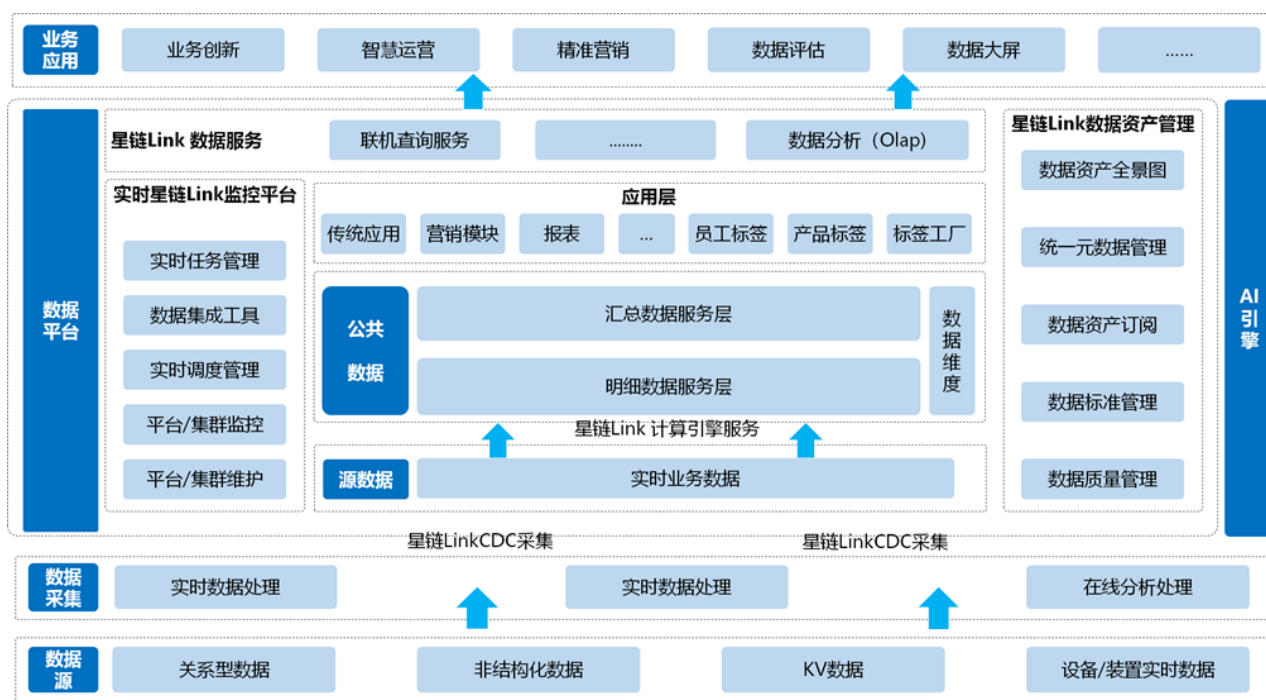 业务
应用
业务创新
智慧运营
精准营销
数据评估
数据大屏
......
数据
平台
星链Link 数据服务
联机查询服务
........
数据分析（Olap）
实时星链Link监控平台
实时任务管理
数据集成工具
实时调度管理
平台/集群监控
平台/集群维护
应用层
传统应用
营销模块
报表
...
员工标签
产品标签
标签工厂
公共
数据
汇总数据服务层
明细数据服务层
数
据
维
度
星链Link 计算引擎服务
源数据
实时业务数据
星链Link数据资产管理
数据资产全景图
统一元数据管理
数据资产订阅
数据标准管理
数据质量管理
AI
引
擎
星链LinkCDC采集
星链LinkCDC采集
数据
采集
实时数据处理
实时数据处理
在线分析处理
数据
源
关系型数据
非结构化数据
KV数据
设备/装置实时数据